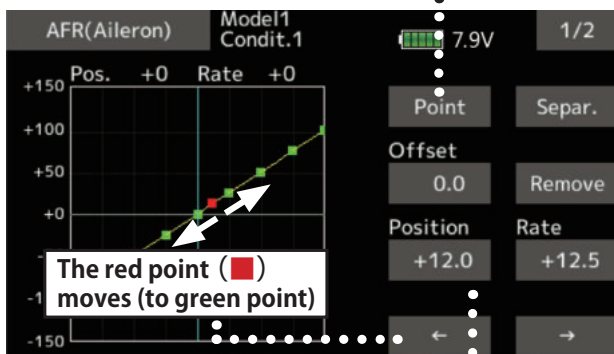 AFR(Aileron)
Model1
Condit.1
7.9V
1/2
Pos. +0 Rate +0
+150
+100
+50
+0
-1
-150
The red point (■)
moves (to green point)
Point
Separ.
Offset
0.0
Remove
Position
Rate
+12.0
+12.5
←
→